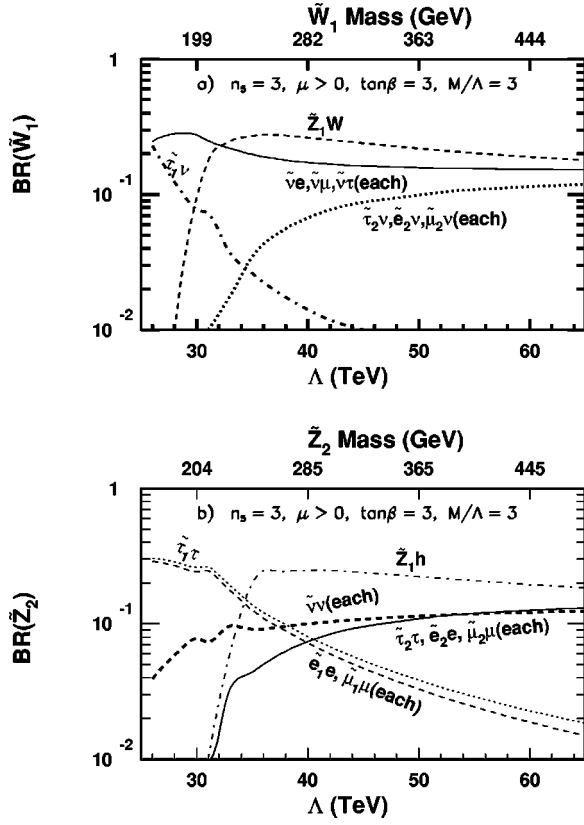 W̃₁ Mass (GeV)
199 282 363 444
1
a) n₅ = 3, μ > 0, tanβ = 3, M/Λ = 3
Z̃₁W
τ̃₁ν
ν̃e,ν̃μ,ν̃τ(each)
τ̃₂ν,ẽ₂ν,μ̃₂ν(each)
BR(W̃₁)
10⁻¹
10⁻²
30 40 50 60
Λ (TeV)
Z̃₂ Mass (GeV)
204 285 365 445
1
b) n₅ = 3, μ > 0, tanβ = 3, M/Λ = 3
τ̃₁τ
Z̃₁h
ν̃ν(each)
τ̃₂τ, ẽ₂e, μ̃₂μ(each)
ẽ₁e, μ̃₁μ(each)
BR(Z̃₂)
10⁻¹
10⁻²
30 40 50 60
Λ (TeV)